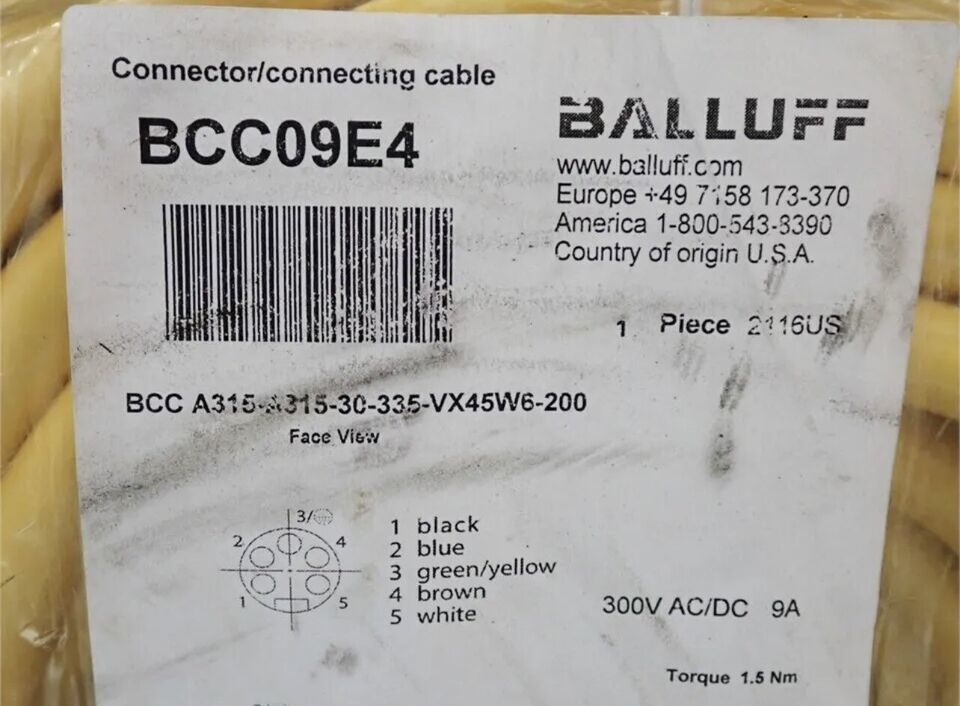 Connector/connecting cable
BCC09E4
BALLUFF
www.balluff.com
Europe +49 7158 173-370
America 1-800-543-8390
Country of origin U.S.A.
1 Piece 2116US
BCC A315-A315-30-335-VX45W6-200
Face View
3/
2
4
1
5
1 black
2 blue
3 green/yellow
4 brown
5 white
300V AC/DC 9A
Torque 1.5 Nm